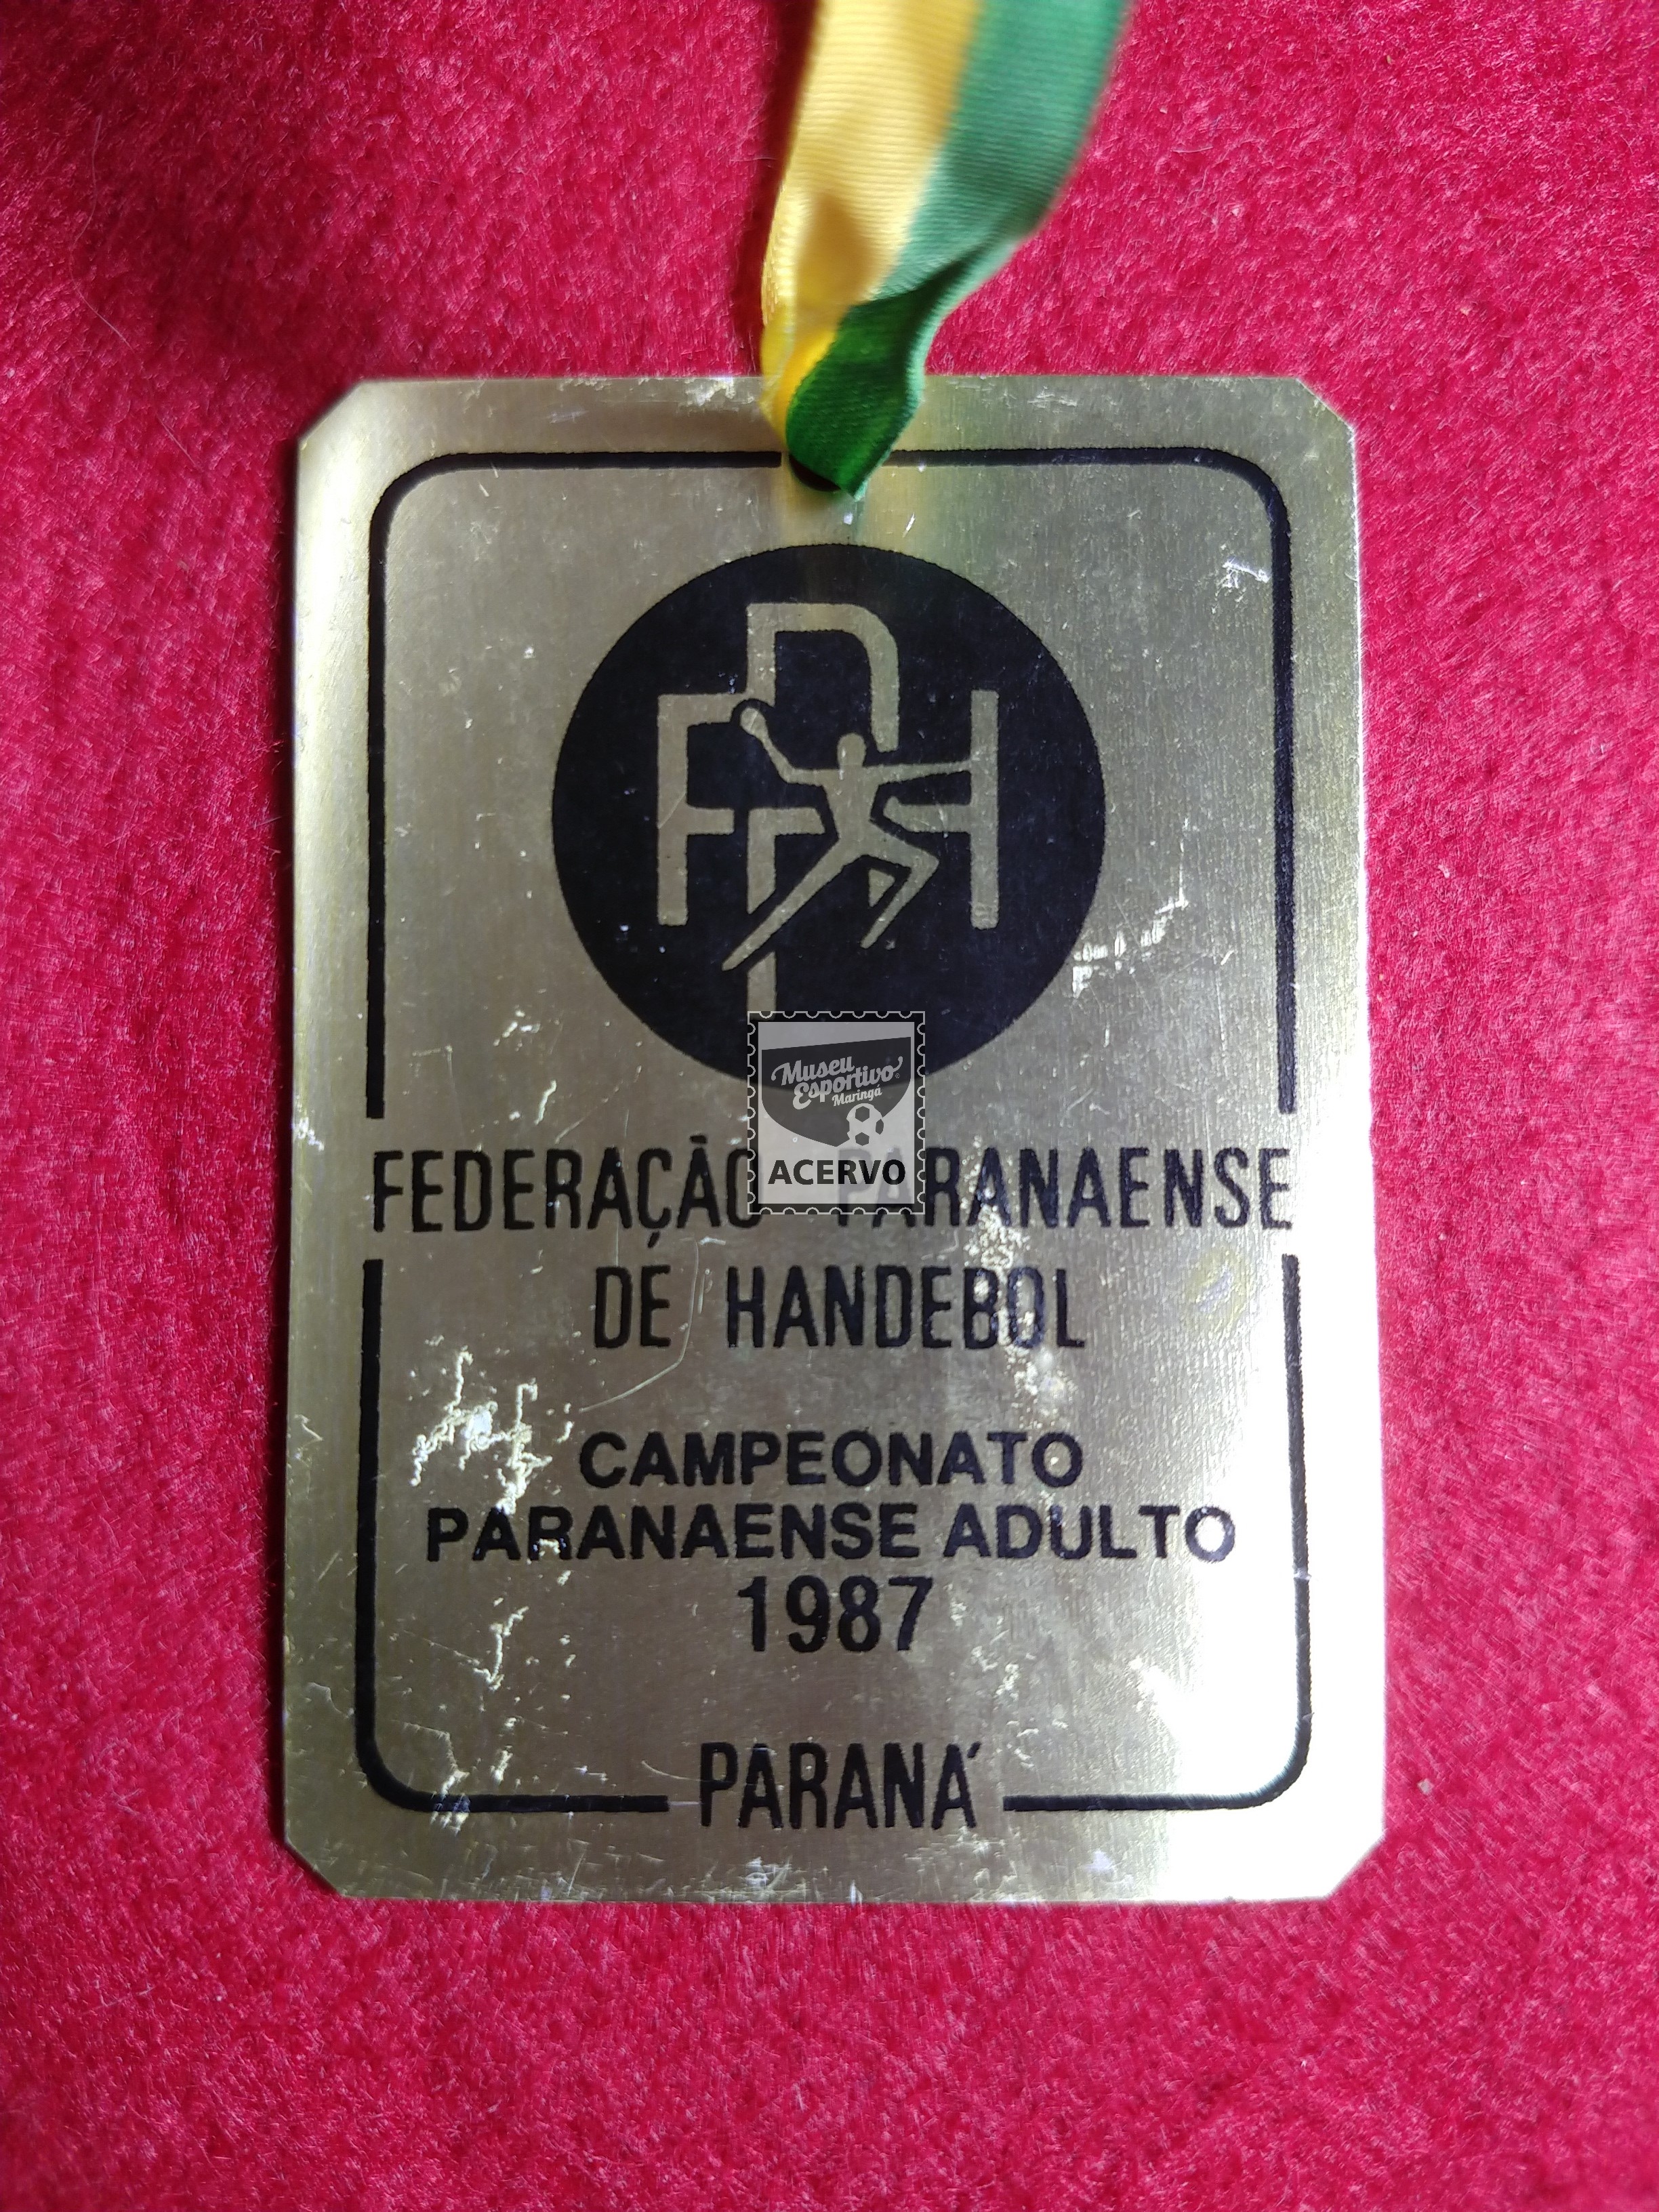 FPH
Museu
Esportivo
Maringá
ACERVO
FEDERAÇÃO PARANAENSE
DE HANDEBOL
CAMPEONATO
PARANAENSE ADULTO
1987
PARANÁ